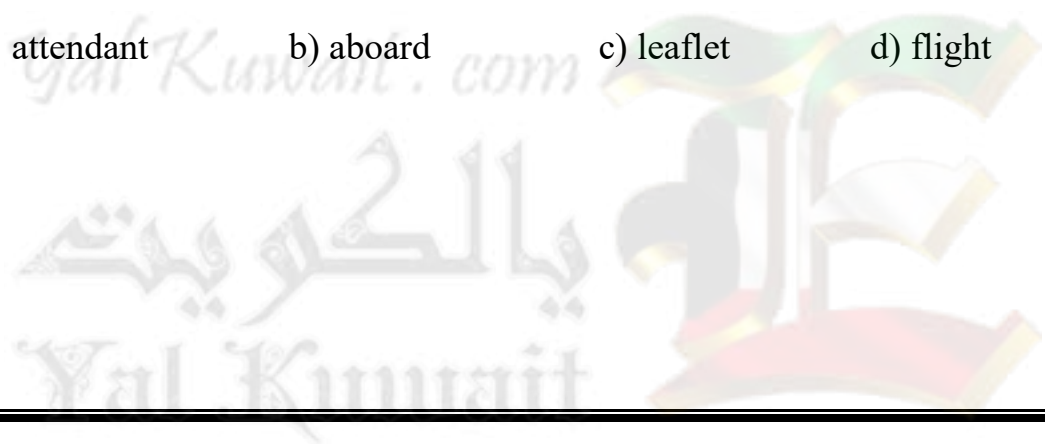 attendant b) aboard c) leaflet d) flight
Yal Kuwait . com
يالكويت
Yal Kuwait